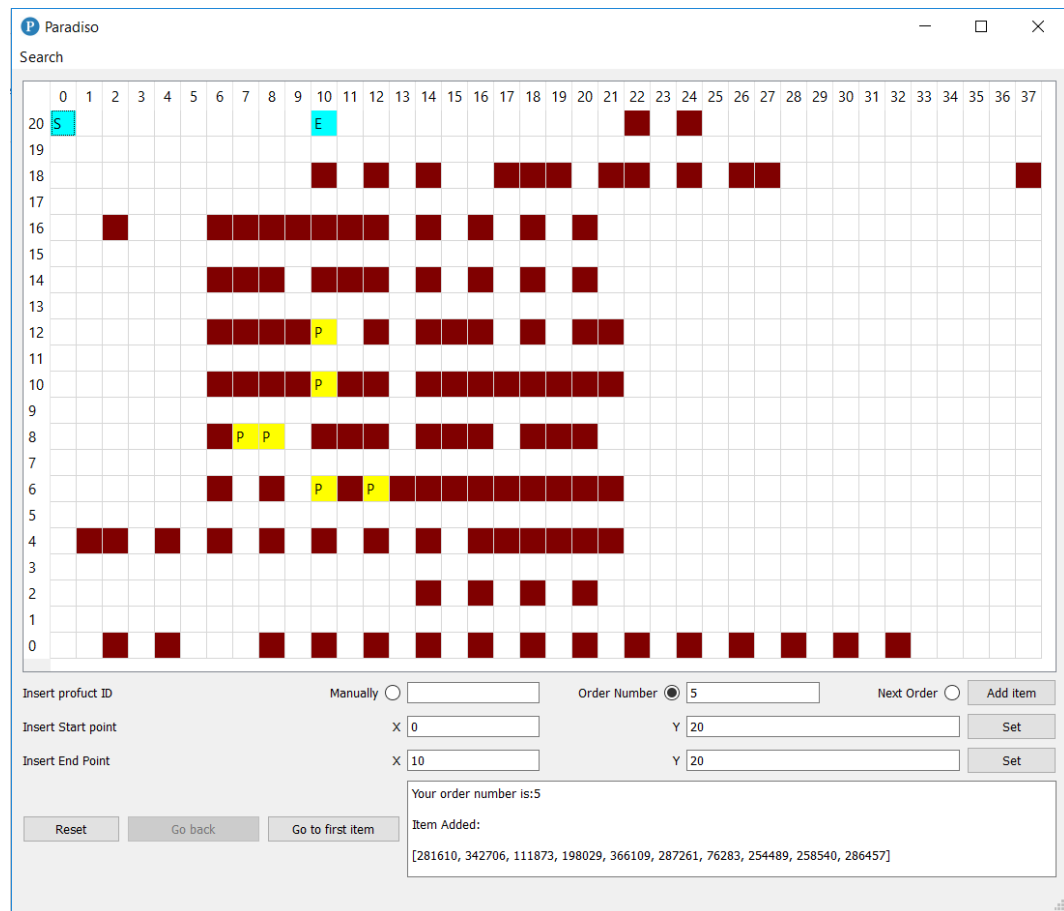 P Paradiso
Search
0 1 2 3 4 5 6 7 8 9 10 11 12 13 14 15 16 17 18 19 20 21 22 23 24 25 26 27 28 29 30 31 32 33 34 35 36 37
20 S E
19
18
17
16
15
14
13
12 P
11
10 P
9
8 P P
7
6 P P
5
4
3
2
1
0
Insert profuct ID Manually Order Number 5 Next Order Add item
Insert Start point X 0 Y 20 Set
Insert End Point X 10 Y 20 Set
Your order number is:5
Reset Go back Go to first item Item Added:
[281610, 342706, 111873, 198029, 366109, 287261, 76283, 254489, 258540, 286457]